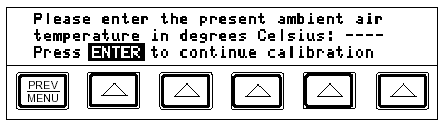 Please enter the present ambient air
temperature in degrees Celsius: ----
Press ENTER to continue calibration
PREV
MENU